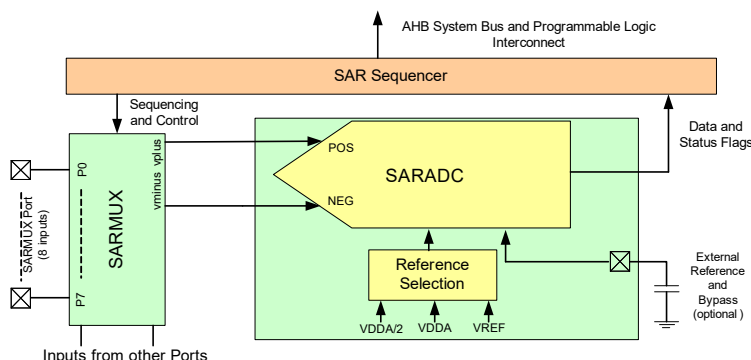 AHB System Bus and Programmable Logic
Interconnect
SAR Sequencer
Sequencing
and Control
Data and
Status Flags
SARMUX Port
(8 inputs)
P0
P7
SARMUX
vminus vplus
POS
NEG
SARADC
Reference
Selection
VDDA/2
VDDA
VREF
External
Reference
and
Bypass
(optional )
Inputs from other Ports